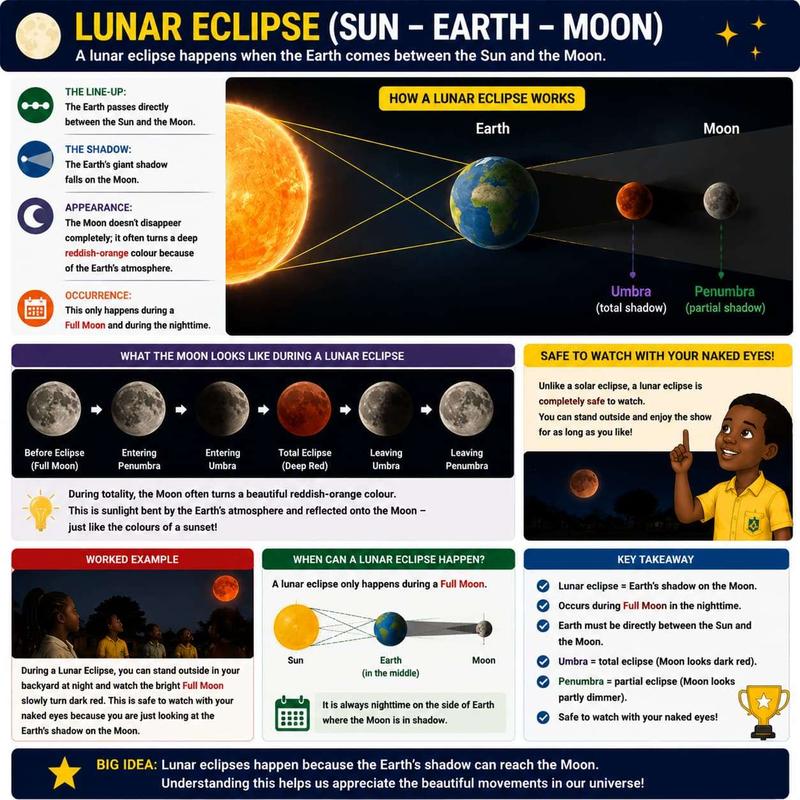 LUNAR ECLIPSE (SUN – EARTH – MOON)
A lunar eclipse happens when the Earth comes between the Sun and the Moon.
THE LINE-UP:
The Earth passes directly
between the Sun and the Moon.
THE SHADOW:
The Earth's giant shadow
falls on the Moon.
APPEARANCE:
The Moon doesn't disappeer
completely; it often turns a deep
reddish-orange colour because
of the Earth's atmosphere.
OCCURRENCE:
This only happens during a
Full Moon and during the nighttime.
HOW A LUNAR ECLIPSE WORKS
Earth
Moon
Umbra
(total shadow)
Penumbra
(partial shadow)
WHAT THE MOON LOOKS LIKE DURING A LUNAR ECLIPSE
Before Eclipse
(Full Moon)
Entering
Penumbra
Entering
Umbra
Total Eclipse
(Deep Red)
Leaving
Umbra
Leaving
Penumbra
During totality, the Moon often turns a beautiful reddish-orange colour.
This is sunlight bent by the Earth's atmosphere and reflected onto the Moon –
just like the colours of a sunset!
SAFE TO WATCH WITH YOUR NAKED EYES!
Unlike a solar eclipse, a lunar eclipse is
completely safe to watch.
You can stand outside and enjoy the show
for as long as you like!
WORKED EXAMPLE
During a Lunar Eclipse, you can stand outside in your
backyard at night and watch the bright Full Moon
slowly turn dark red. This is safe to watch with your
naked eyes because you are just looking at the
Earth's shadow on the Moon.
WHEN CAN A LUNAR ECLIPSE HAPPEN?
A lunar eclipse only happens during a Full Moon.
Sun
Earth
(in the middle)
Moon
It is always nighttime on the side of Earth
where the Moon is in shadow.
KEY TAKEAWAY
Lunar eclipse = Earth's shadow on the Moon.
Occurs during Full Moon in the nighttime.
Earth must be directly between the Sun and
the Moon.
Umbra = total eclipse (Moon looks dark red).
Penumbra = partial eclipse (Moon looks
partly dimmer).
Safe to watch with your naked eyes!
BIG IDEA: Lunar eclipses happen because the Earth's shadow can reach the Moon.
Understanding this helps us appreciate the beautiful movements in our universe!